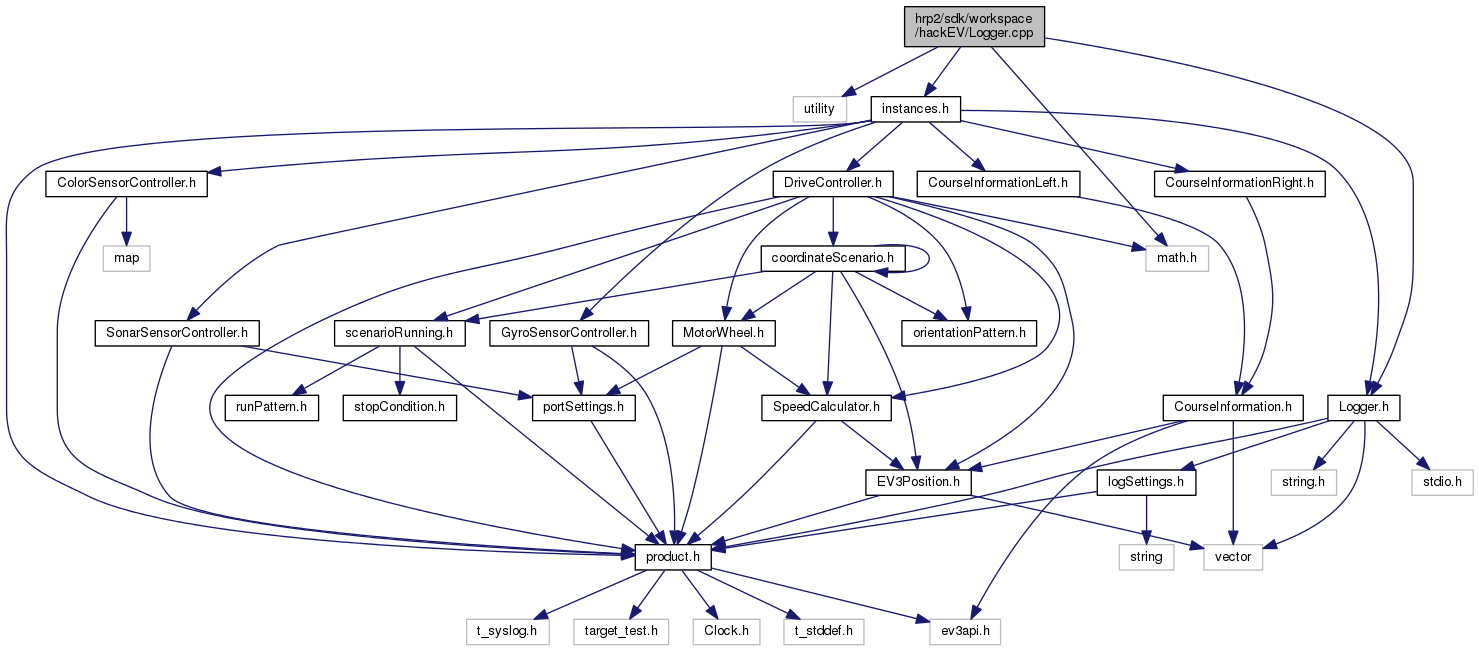 hrp2/sdk/workspace
/hackEV/Logger.cpp
utility
instances.h
ColorSensorController.h
DriveController.h
CourseInformationLeft.h
CourseInformationRight.h
map
coordinateScenario.h
math.h
SonarSensorController.h
scenarioRunning.h
GyroSensorController.h
MotorWheel.h
orientationPattern.h
runPattern.h
stopCondition.h
portSettings.h
SpeedCalculator.h
CourseInformation.h
Logger.h
EV3Position.h
logSettings.h
string.h
stdio.h
product.h
string
vector
t_syslog.h
target_test.h
Clock.h
t_stddef.h
ev3api.h